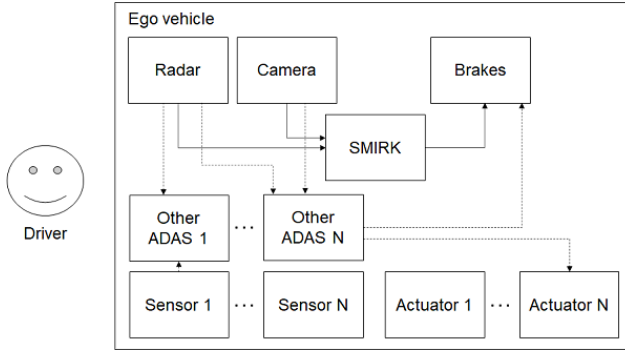 Ego vehicle
Radar
Camera
Brakes
SMIRK
Driver
Other
ADAS 1
...
Other
ADAS N
Sensor 1
...
Sensor N
Actuator 1
...
Actuator N